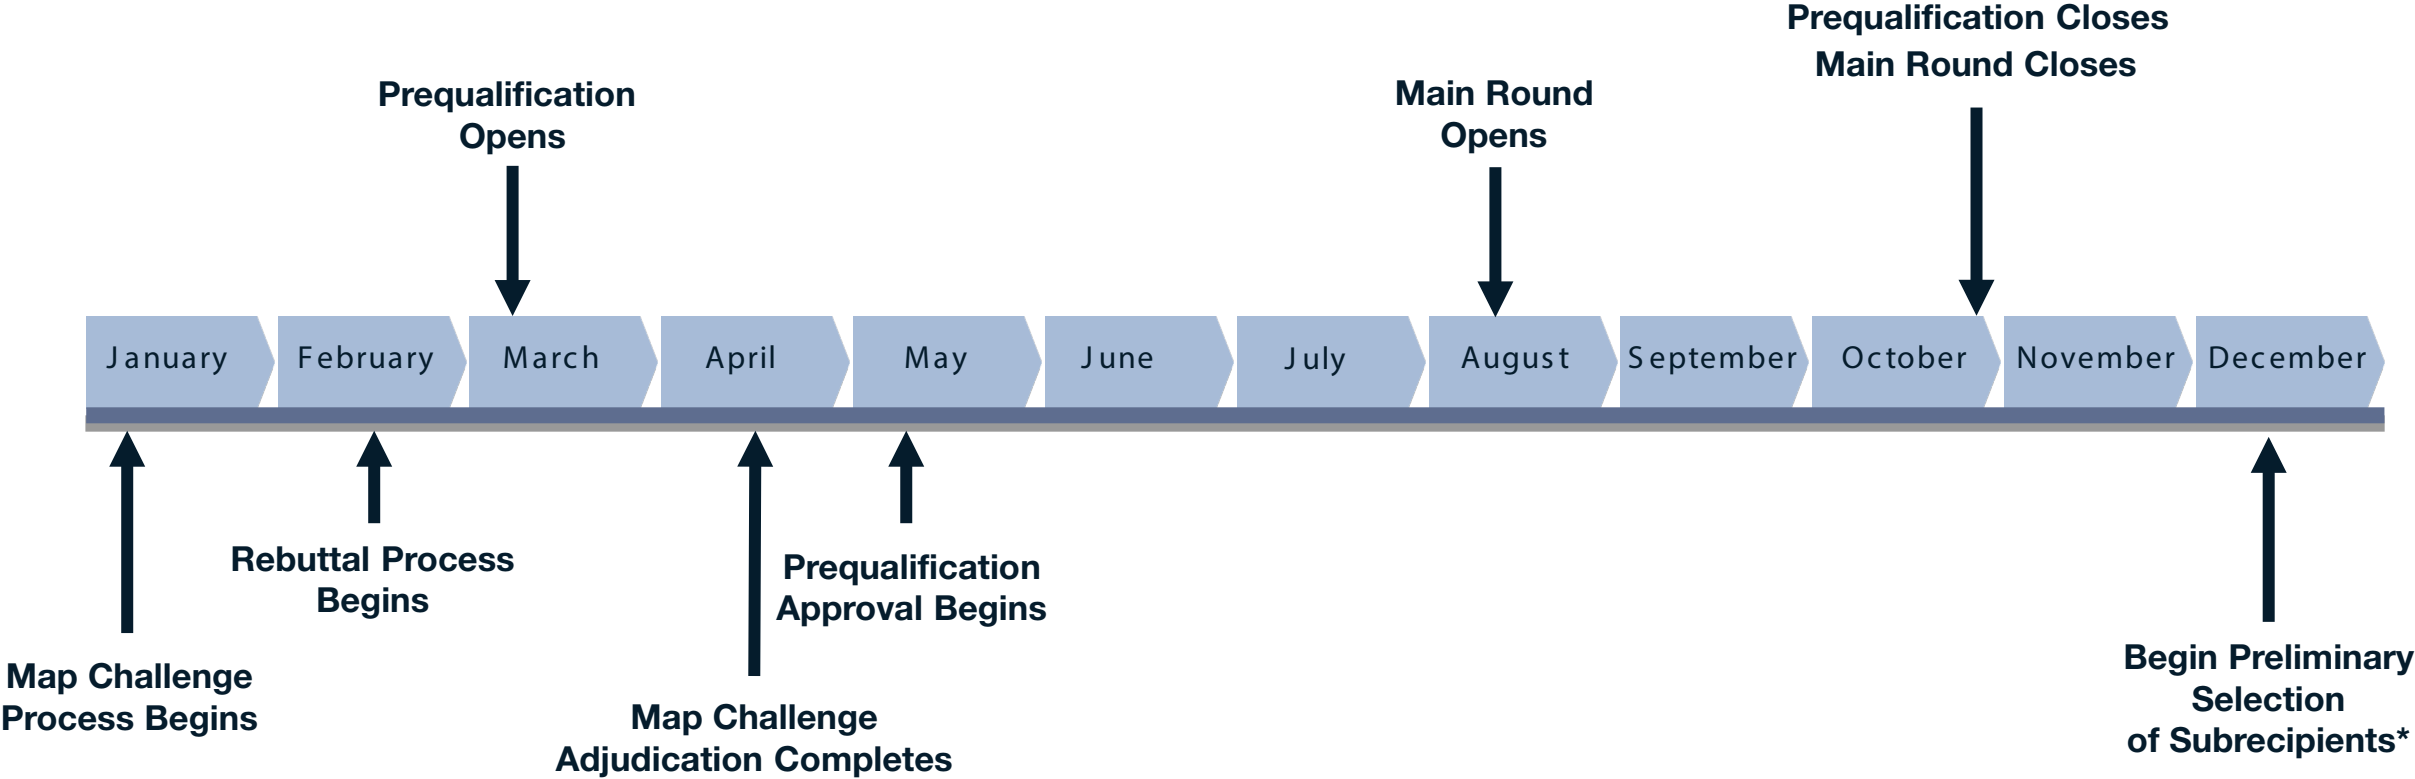 Prequalification Closes
Main Round Closes
Prequalification
Opens
Main Round
Opens
January
February
March
April
May
June
July
August
September
October
November
December
Rebuttal Process
Begins
Prequalification
Approval Begins
Map Challenge
Process Begins
Map Challenge
Adjudication Completes
Begin Preliminary
Selection
of Subrecipients*